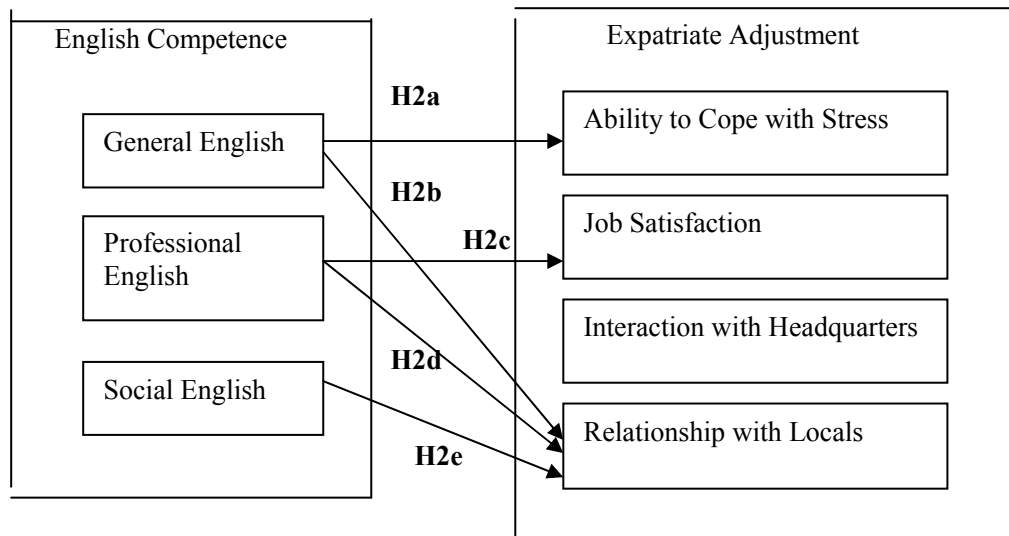 English Competence
General English
Professional
English
Social English
H2a
H2b
H2c
H2d
H2e
Expatriate Adjustment
Ability to Cope with Stress
Job Satisfaction
Interaction with Headquarters
Relationship with Locals